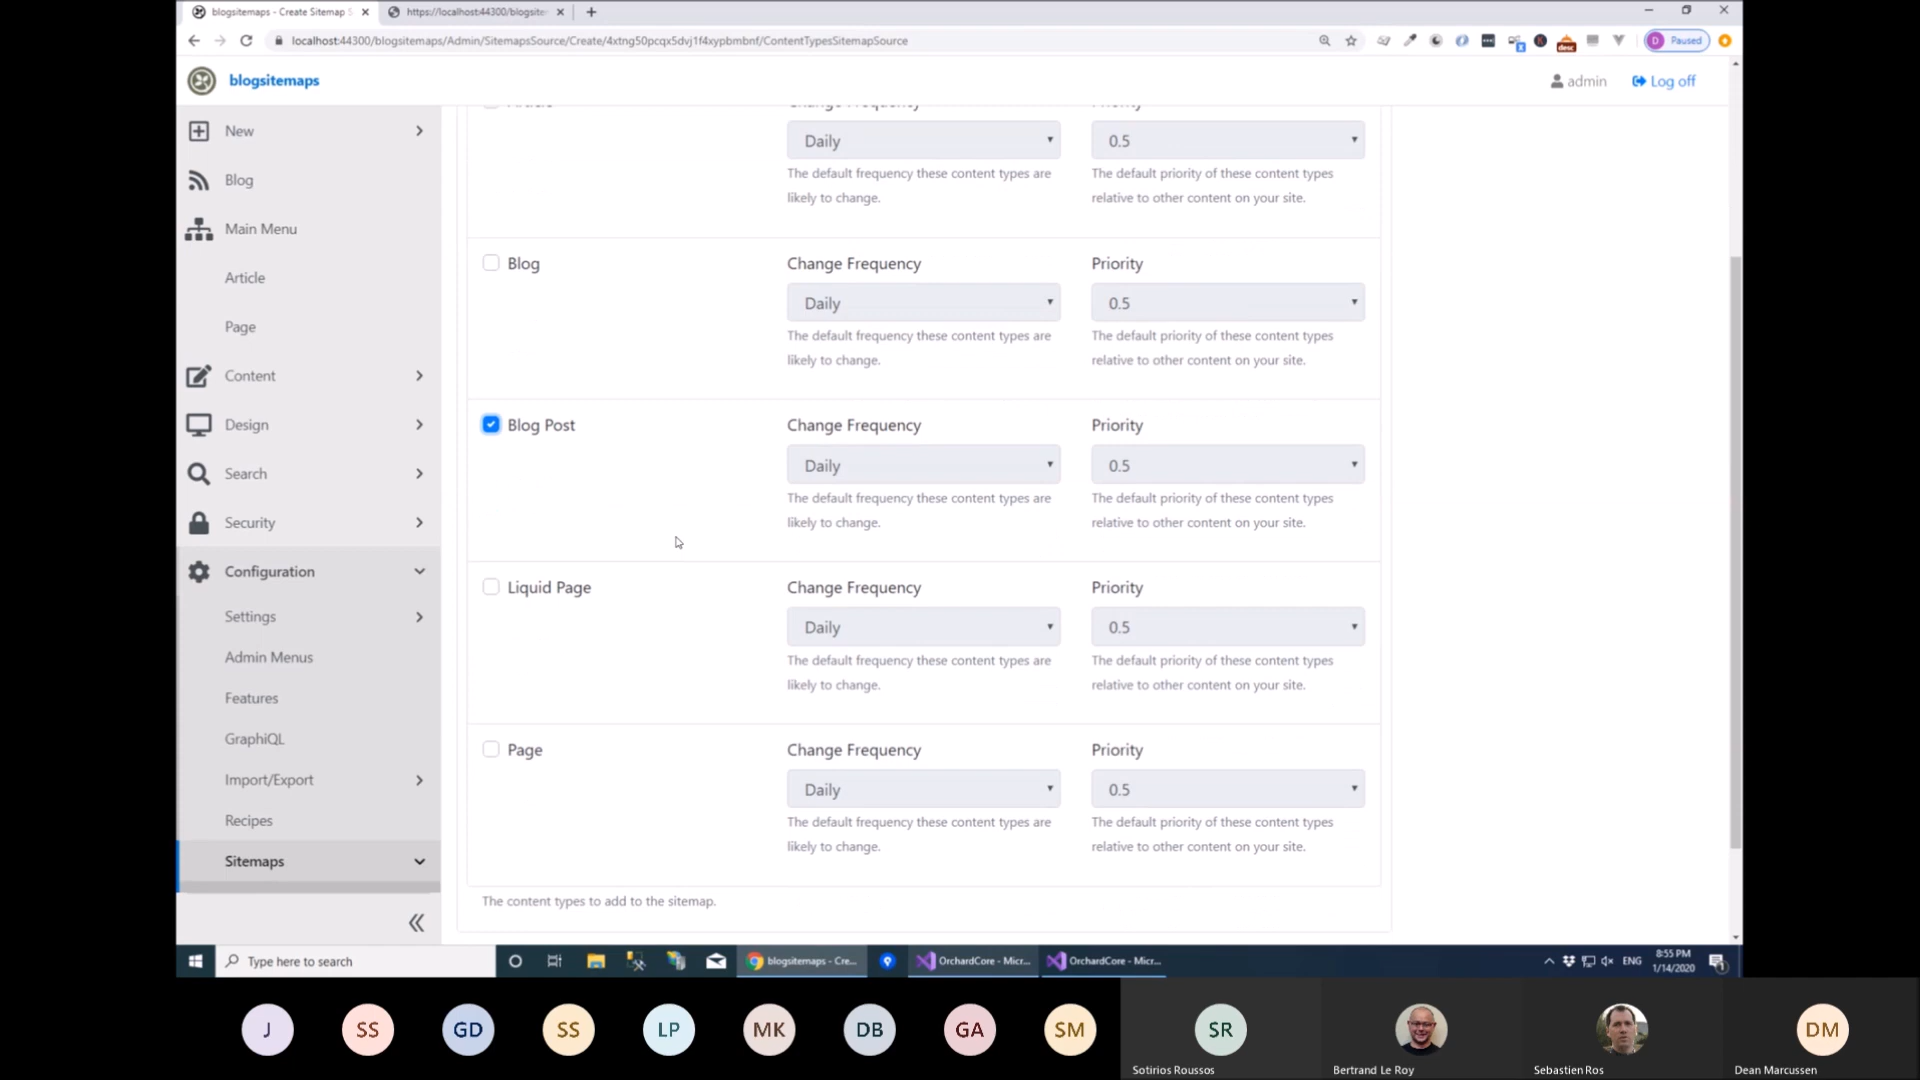 blogsitemaps - Create Sitemap S
https://localhost:44300/blogsite
localhost:44300/blogsitemaps/Admin/SitemapsSource/Create/4xtng50pcqx5dvj1f4xypbmbnf/ContentTypesSitemapSource
desc
D Paused
blogsitemaps
admin
Log off
New
Blog
Main Menu
Article
Page
Content
Design
Search
Security
Configuration
Settings
Admin Menus
Features
GraphiQL
Import/Export
Recipes
Sitemaps
Article Change Frequency Priority
Daily 0.5
The default frequency these content types are likely to change.
The default priority of these content types relative to other content on your site.
Blog Change Frequency Priority
Daily 0.5
The default frequency these content types are likely to change.
The default priority of these content types relative to other content on your site.
Blog Post Change Frequency Priority
Daily 0.5
The default frequency these content types are likely to change.
The default priority of these content types relative to other content on your site.
Liquid Page Change Frequency Priority
Daily 0.5
The default frequency these content types are likely to change.
The default priority of these content types relative to other content on your site.
Page Change Frequency Priority
Daily 0.5
The default frequency these content types are likely to change.
The default priority of these content types relative to other content on your site.
The content types to add to the sitemap.
Type here to search
blogsitemaps - Cre...
OrchardCore - Micr...
OrchardCore - Micr...
ENG
8:55 PM
1/14/2020
J SS GD SS LP MK DB GA SM SR DM
Sotirios Roussos
Bertrand Le Roy
Sebastien Ros
Dean Marcussen